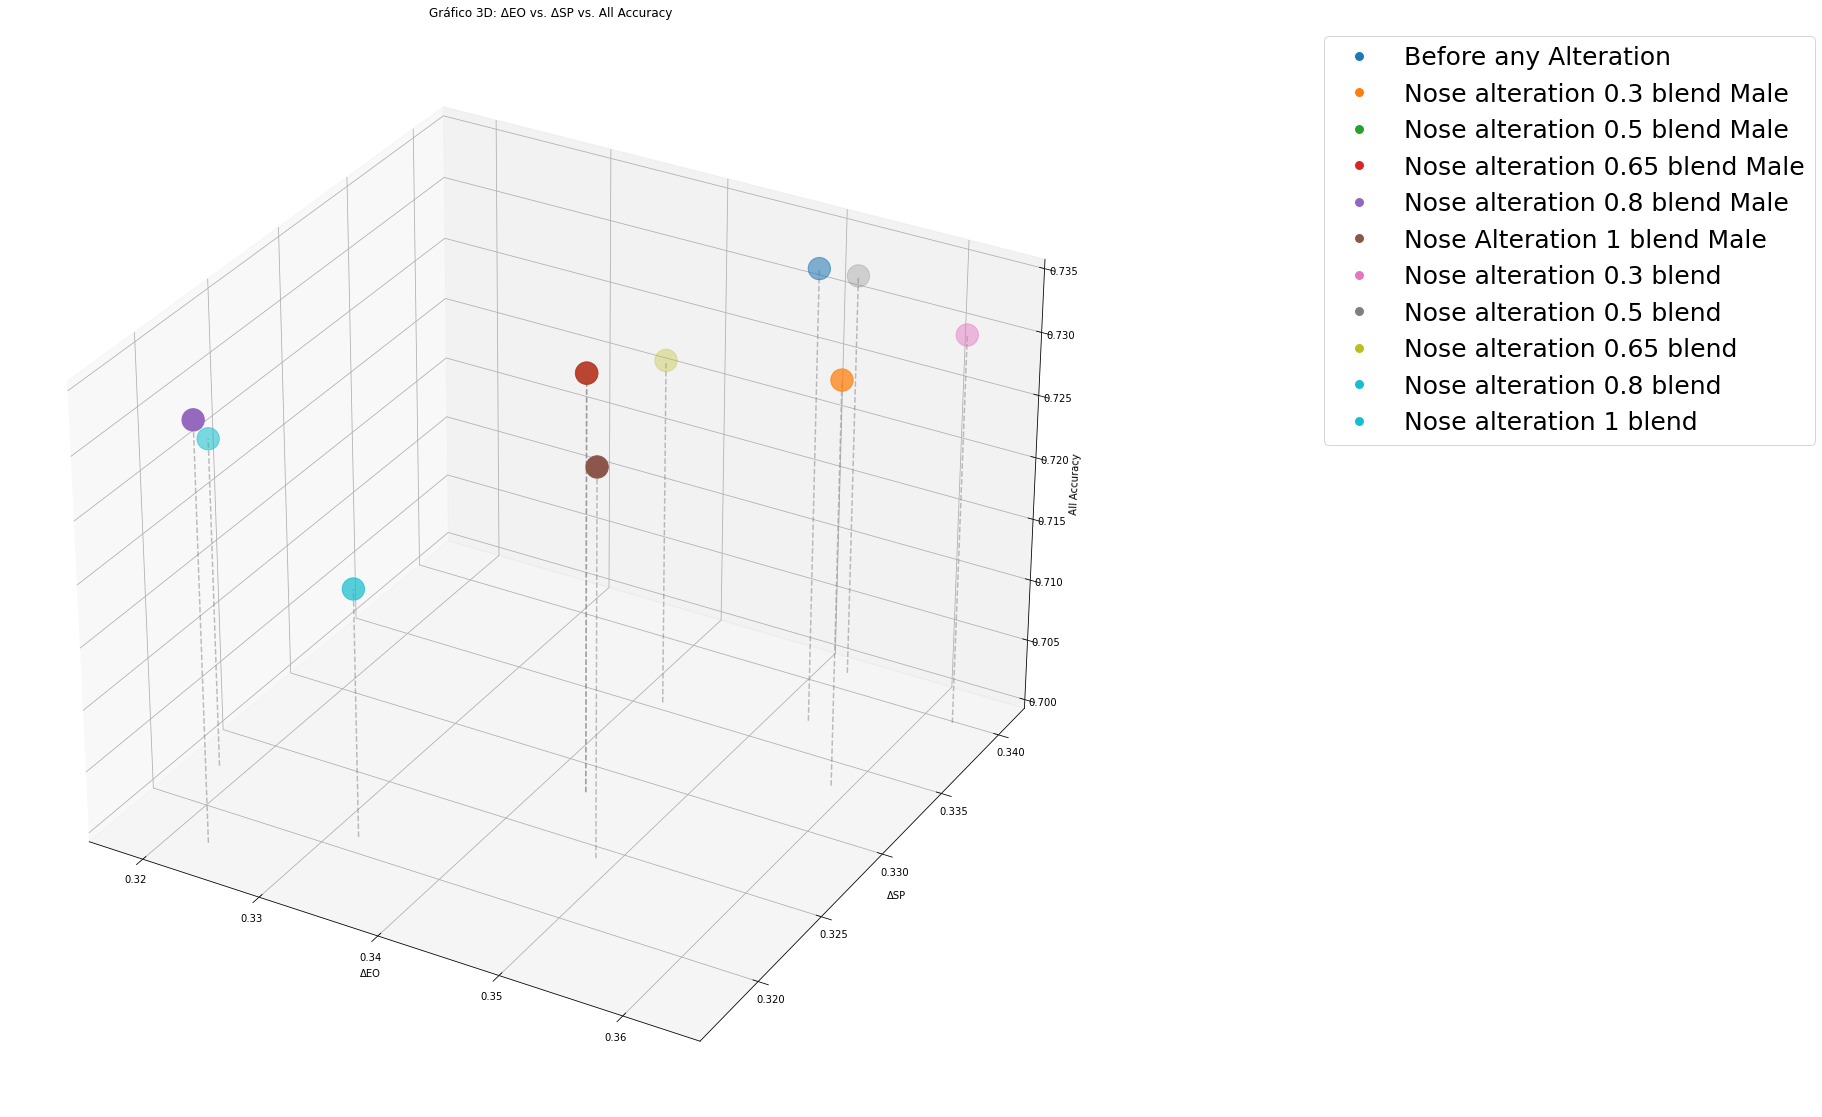 Gráfico 3D: ΔEO vs. ΔSP vs. All Accuracy
Before any Alteration
Nose alteration 0.3 blend Male
Nose alteration 0.5 blend Male
Nose alteration 0.65 blend Male
Nose alteration 0.8 blend Male
Nose Alteration 1 blend Male
Nose alteration 0.3 blend
Nose alteration 0.5 blend
Nose alteration 0.65 blend
Nose alteration 0.8 blend
Nose alteration 1 blend
0.735
0.730
0.725
0.720
0.715
0.710
0.705
0.700
All Accuracy
0.340
0.335
0.330
0.325
0.320
ΔSP
0.32
0.33
0.34
0.35
0.36
ΔEO